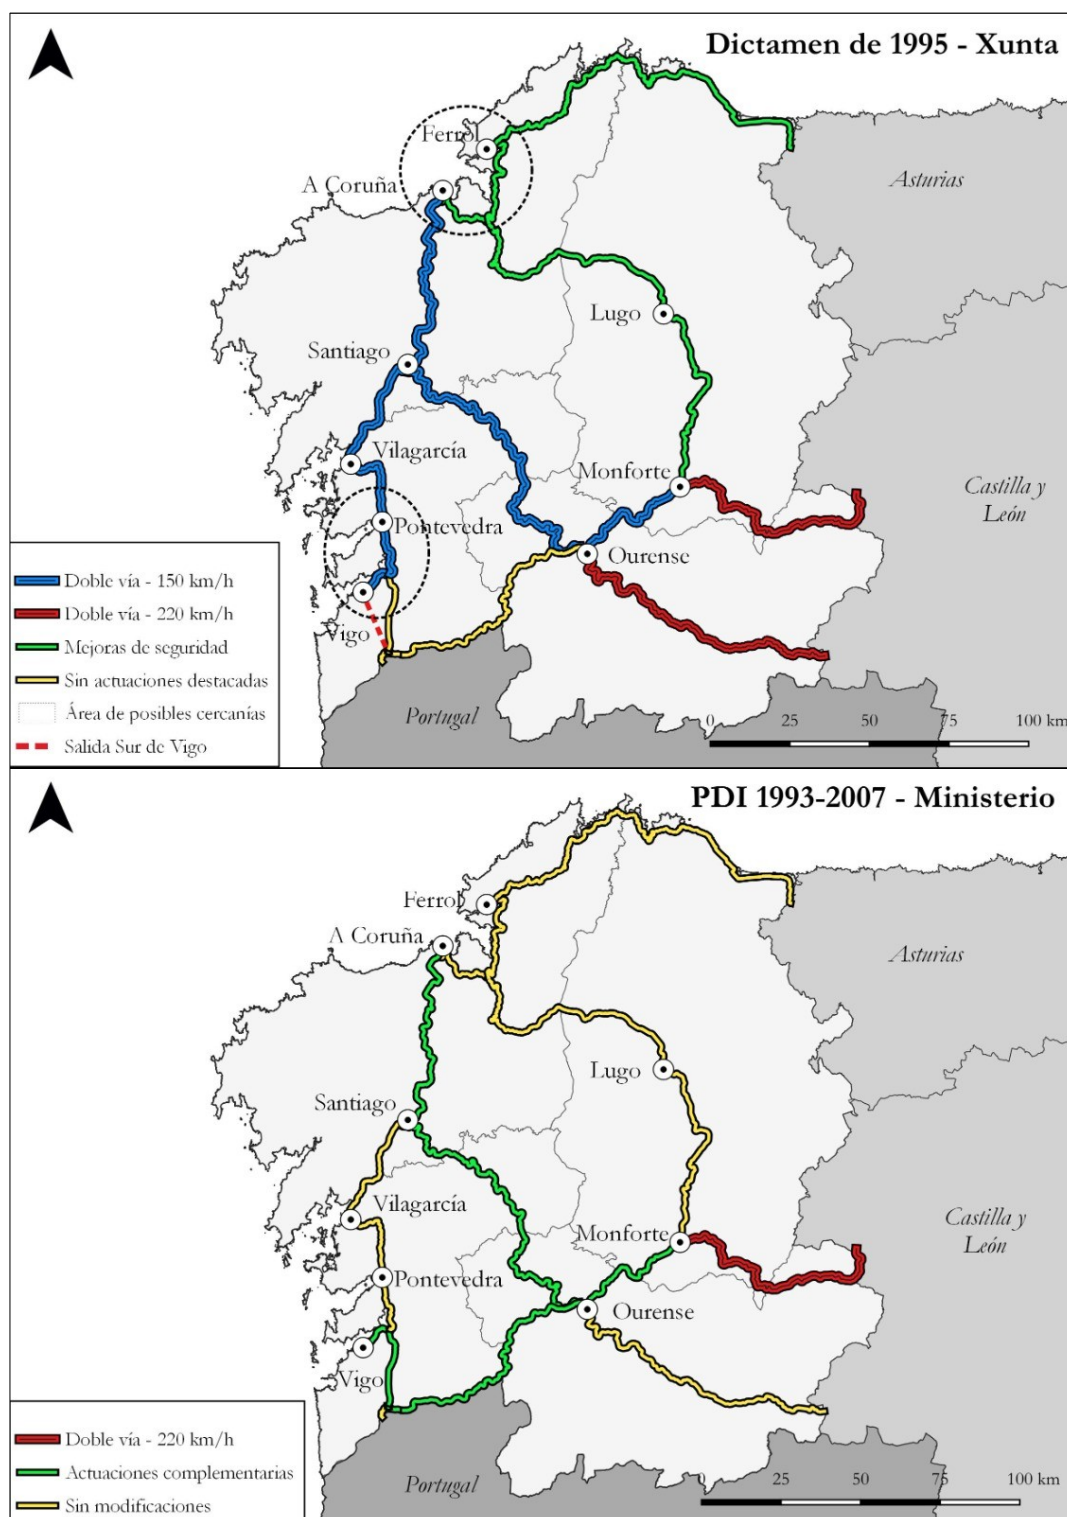 Dictamen de 1995 - Xunta
Ferrol
Asturias
A Coruña
Lugo
Santiago
Vilagarcía
Monforte
Castilla y
León
Pontevedra
Ourense
Doble vía - 150 km/h
Doble vía - 220 km/h
Vigo
Mejoras de seguridad
Sin actuaciones destacadas
Área de posibles cercanías
Portugal
0 25 50 75 100 km
Salida Sur de Vigo
PDI 1993-2007 - Ministerio
Ferrol
A Coruña
Asturias
Lugo
Santiago
Vilagarcía
Castilla y
León
Monforte
Pontevedra
Ourense
Vigo
Doble vía - 220 km/h
Actuaciones complementarias
Portugal
0 25 50 75 100 km
Sin modificaciones